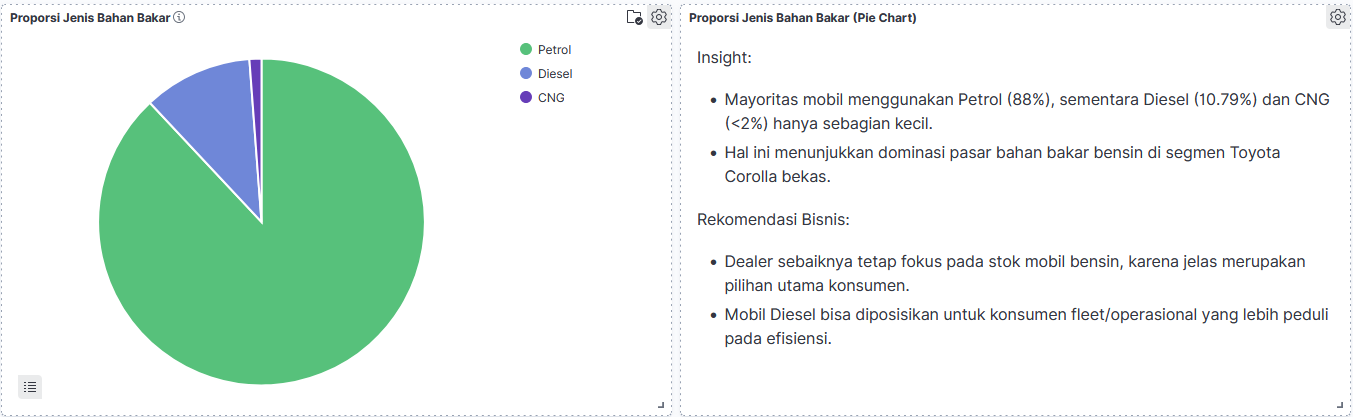 Proporsi Jenis Bahan Bakar
Petrol
Diesel
CNG
Proporsi Jenis Bahan Bakar (Pie Chart)
Insight:
• Mayoritas mobil menggunakan Petrol (88%), sementara Diesel (10.79%) dan CNG
(<2%) hanya sebagian kecil.
• Hal ini menunjukkan dominasi pasar bahan bakar bensin di segmen Toyota
Corolla bekas.
Rekomendasi Bisnis:
• Dealer sebaiknya tetap fokus pada stok mobil bensin, karena jelas merupakan
pilihan utama konsumen.
• Mobil Diesel bisa diposisikan untuk konsumen fleet/operasional yang lebih peduli
pada efisiensi.